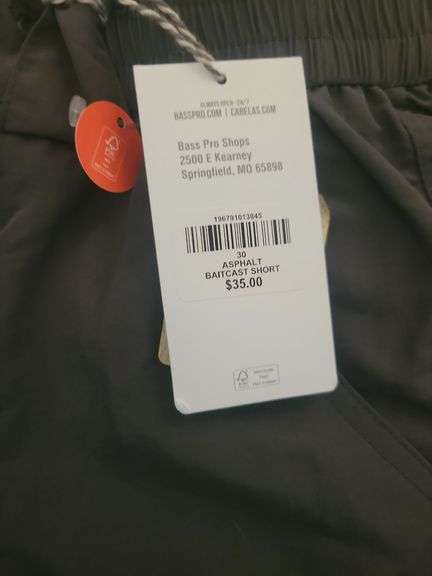 ALWAYS OPEN - 24/7
BASSPRO.COM | CABELAS.COM
Bass Pro Shops
2500 E Kearney
Springfield, MO 65898
196791013845
30
ASPHALT
BAITCAST SHORT
$35.00
FSC